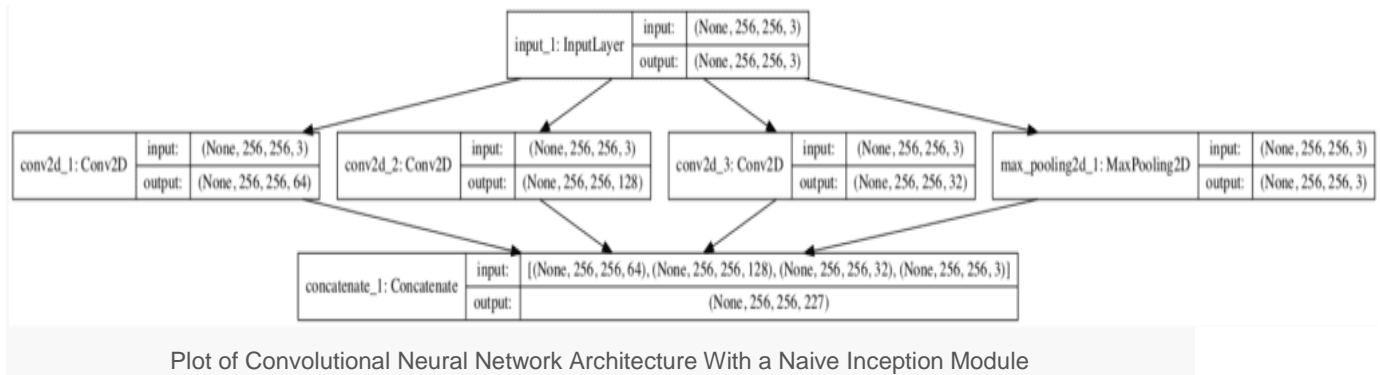 input_1: InputLayer
input: (None, 256, 256, 3)
output: (None, 256, 256, 3)
conv2d_1: Conv2D
input: (None, 256, 256, 3)
output: (None, 256, 256, 64)
conv2d_2: Conv2D
input: (None, 256, 256, 3)
output: (None, 256, 256, 128)
conv2d_3: Conv2D
input: (None, 256, 256, 3)
output: (None, 256, 256, 32)
max_pooling2d_1: MaxPooling2D
input: (None, 256, 256, 3)
output: (None, 256, 256, 3)
concatenate_1: Concatenate
input: [(None, 256, 256, 64), (None, 256, 256, 128), (None, 256, 256, 32), (None, 256, 256, 3)]
output: (None, 256, 256, 227)
Plot of Convolutional Neural Network Architecture With a Naive Inception Module